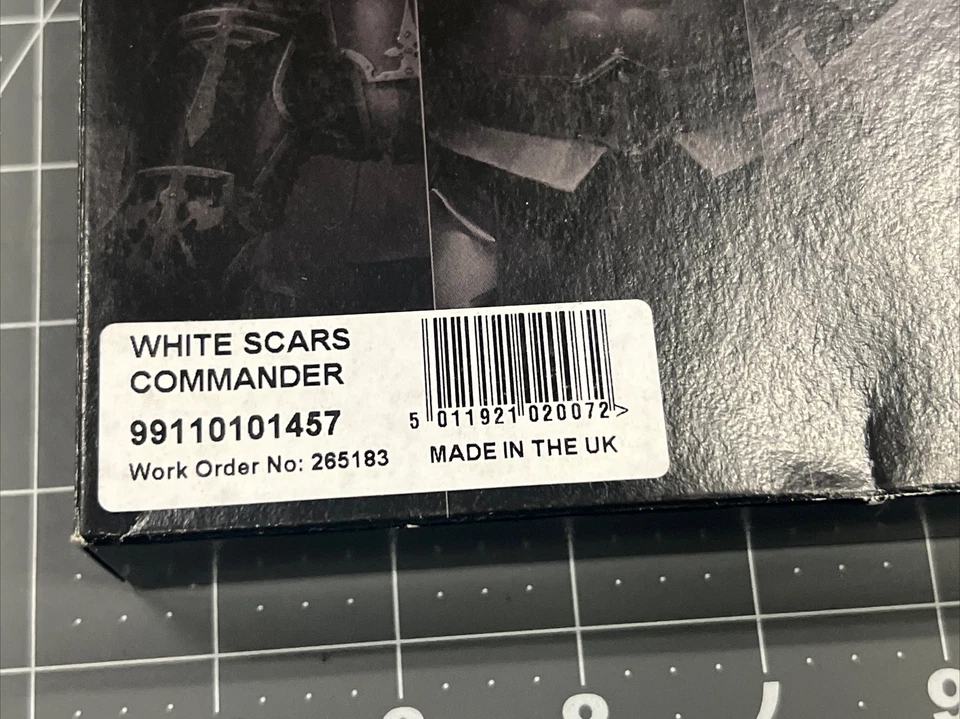 WHITE SCARS
COMMANDER
99110101457
Work Order No: 265183
5 011921 020072 >
MADE IN THE UK